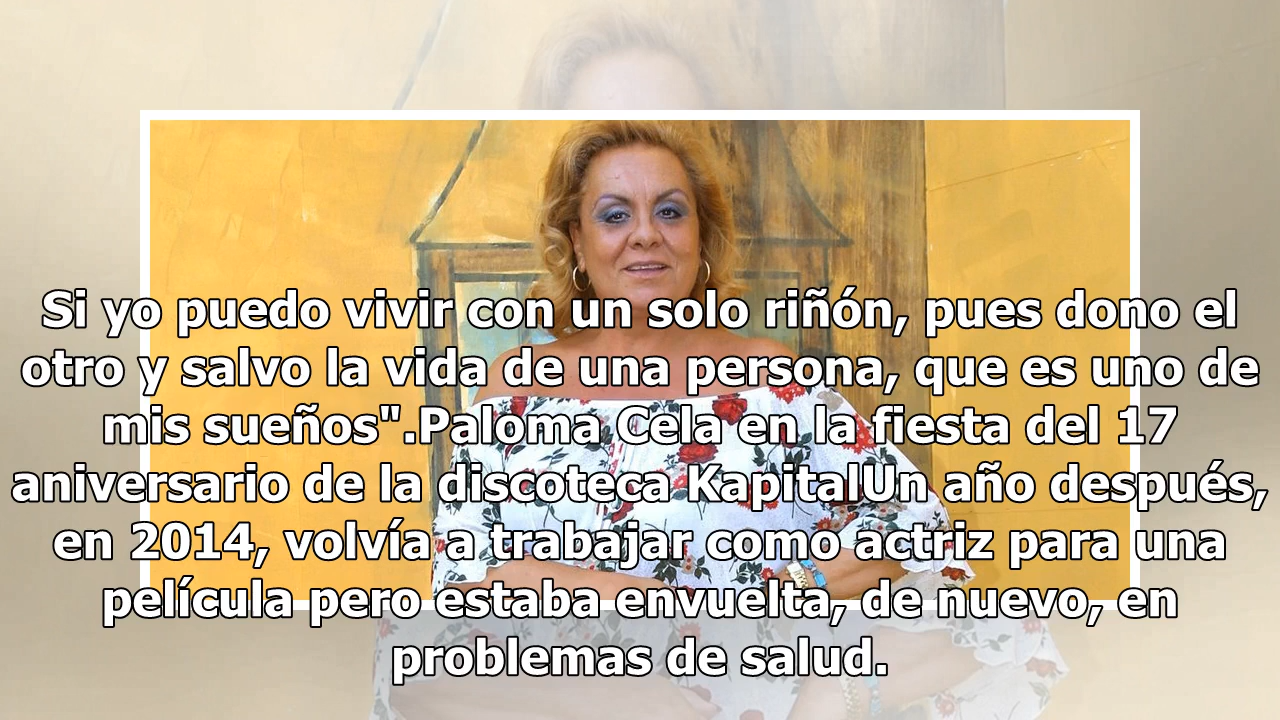 Si yo puedo vivir con un solo riñón, pues dono el
otro y salvo la vida de una persona, que es uno de
mis sueños".Paloma Cela en la fiesta del 17
aniversario de la discoteca KapitalUn año después,
en 2014, volvía a trabajar como actriz para una
película pero estaba envuelta, de nuevo, en
problemas de salud.